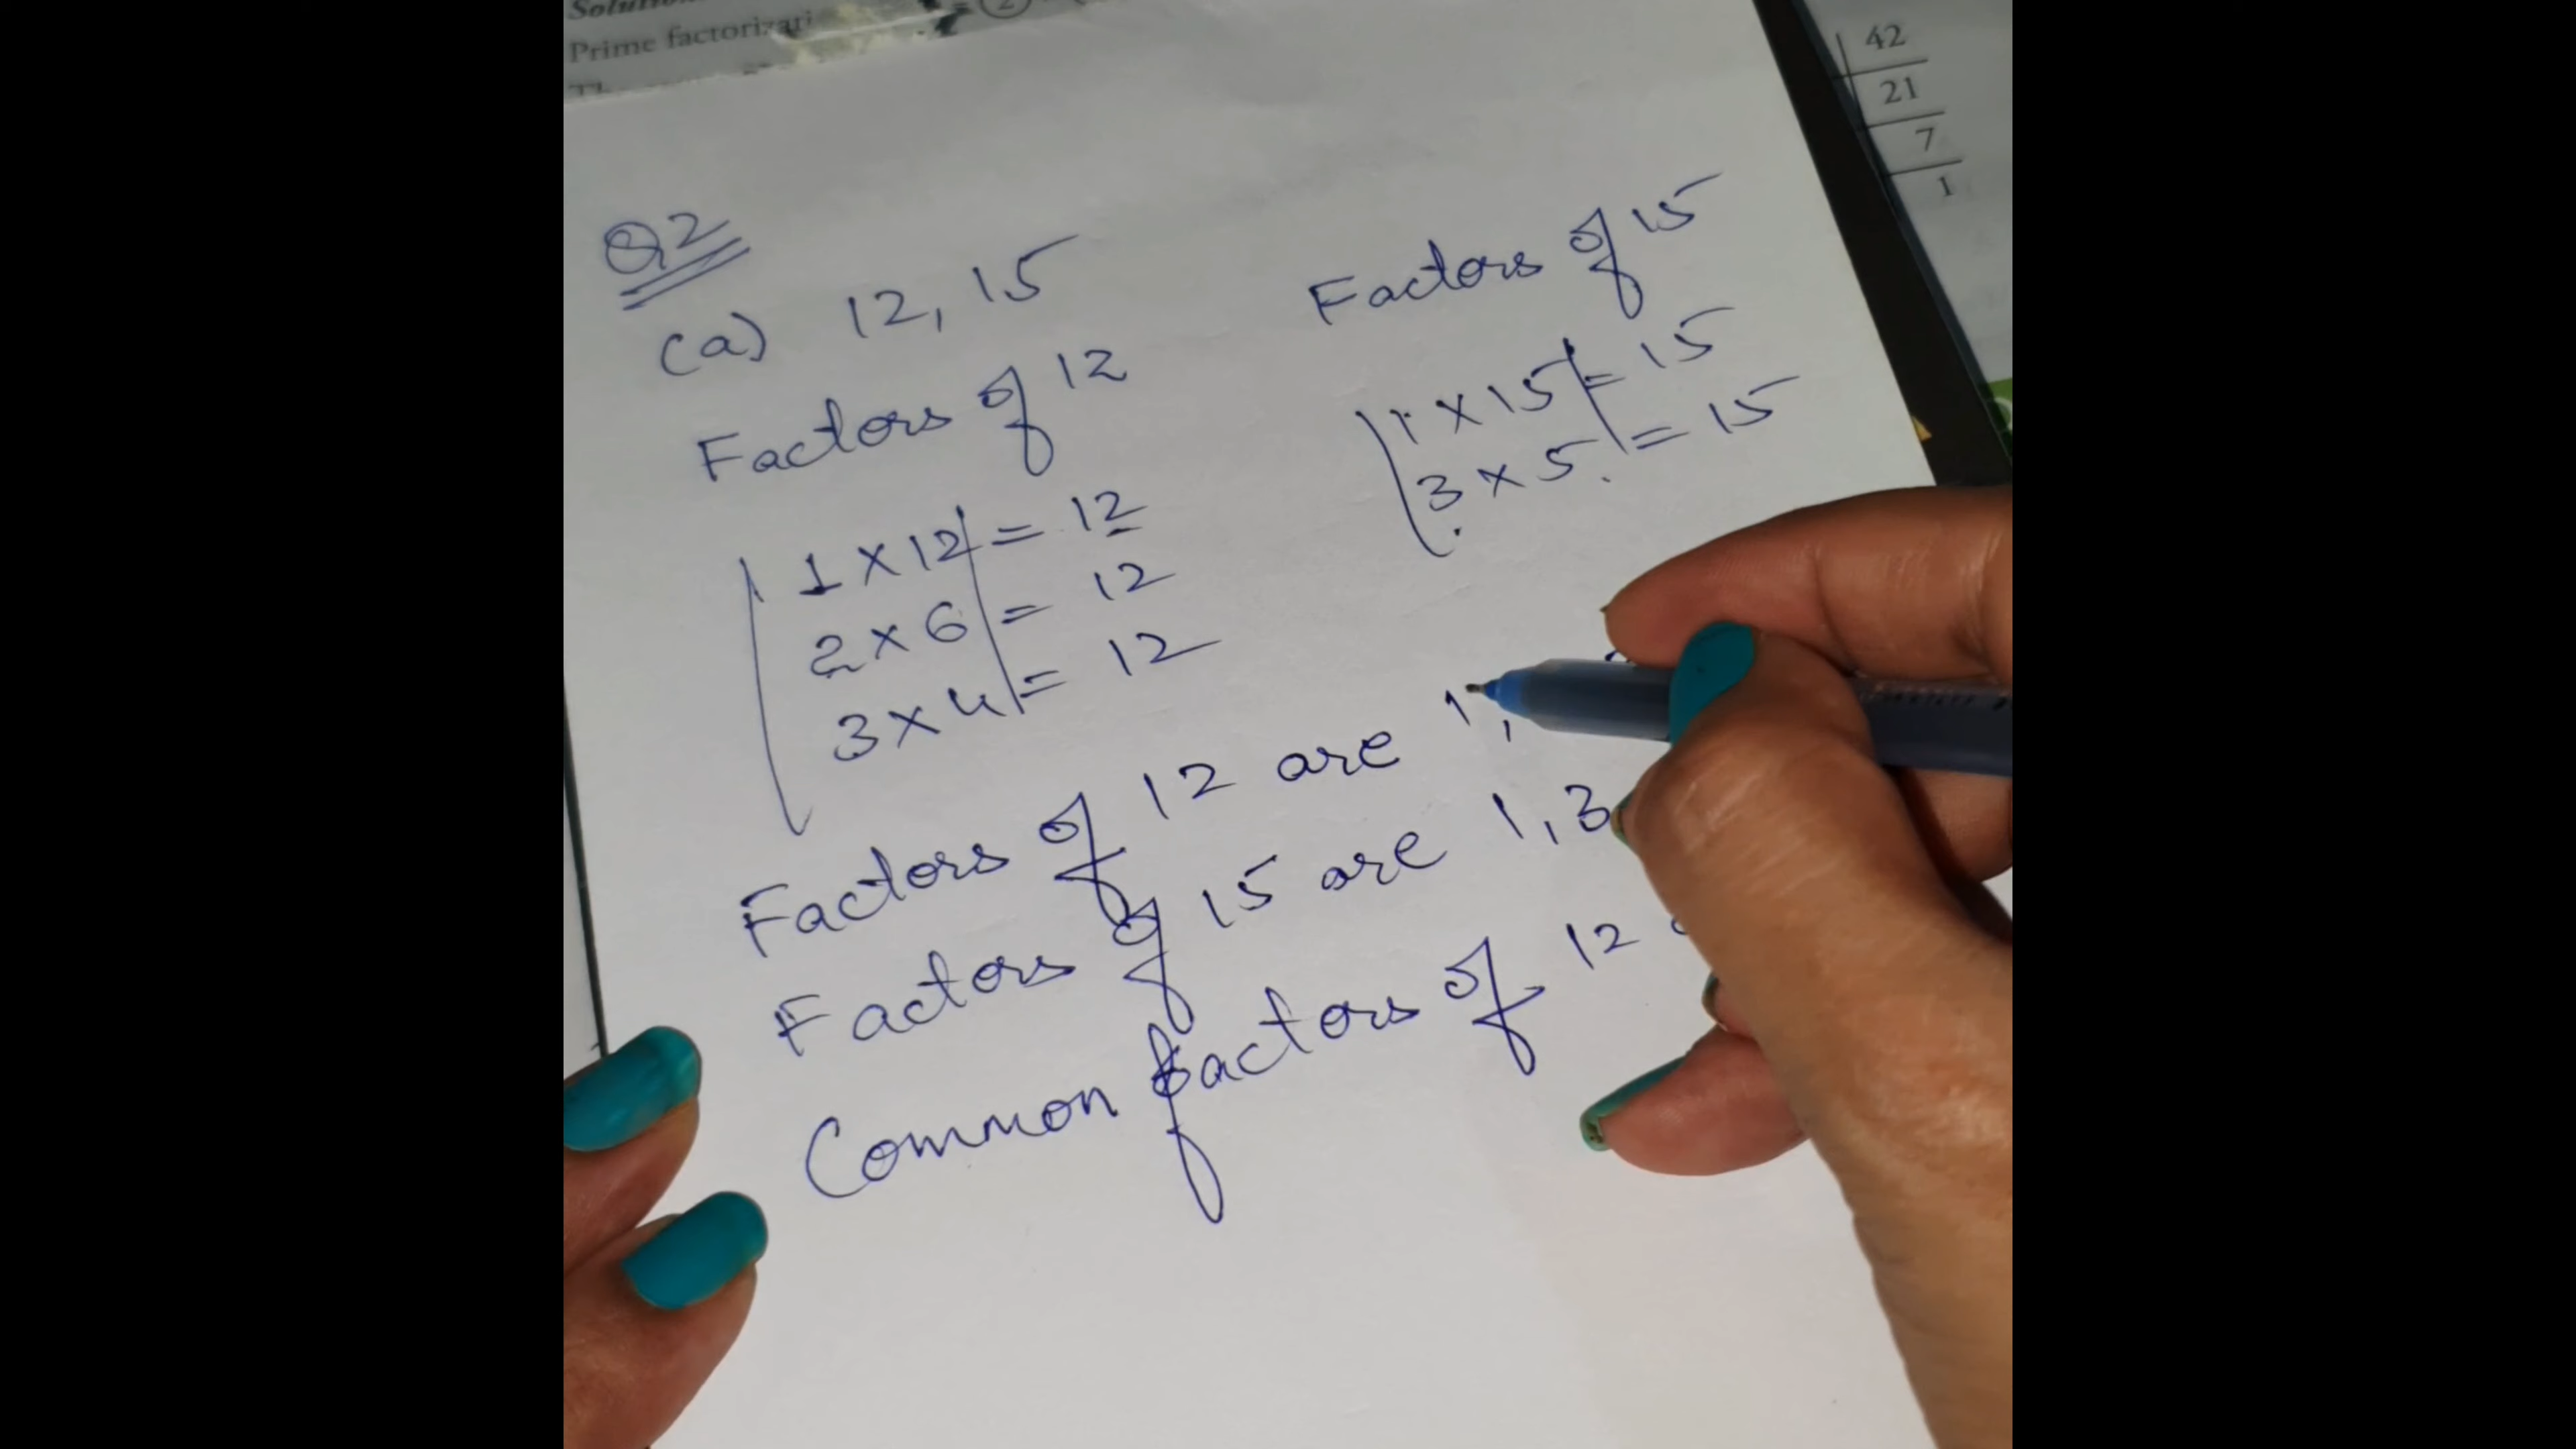 Prime factorizati
= 2
42
21
7
1
Q2
(a) 12, 15
Factors of 12
1 × 12 = 12
2 × 6 = 12
3 × 4 = 12
Factors of 15
1 × 15 = 15
3 × 5 = 15
Factors of 12 are 1,
Factors of 15 are 1, 3
Common factors of 12